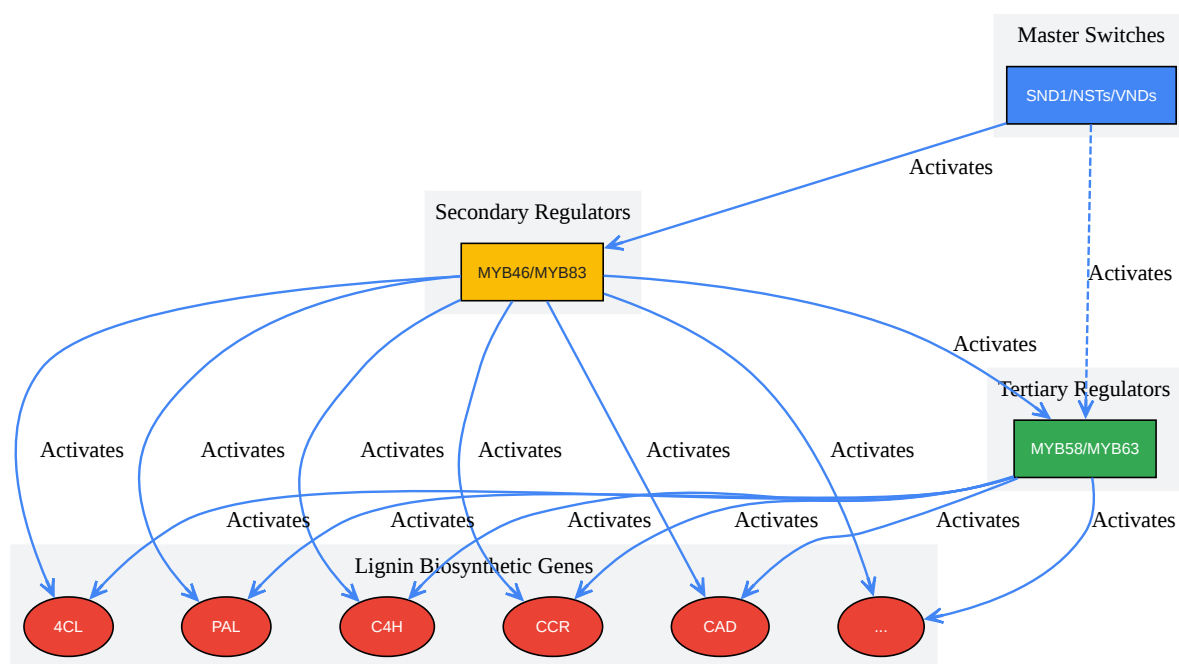 Master Switches
SND1/NSTs/VNDs
Activates
Secondary Regulators
MYB46/MYB83
Activates
Activates
Tertiary Regulators
MYB58/MYB63
Activates
Activates
Activates
Activates
Activates
Activates
Activates
Activates
Activates
Activates
Activates
Activates
Lignin Biosynthetic Genes
4CL
PAL
C4H
CCR
CAD
...